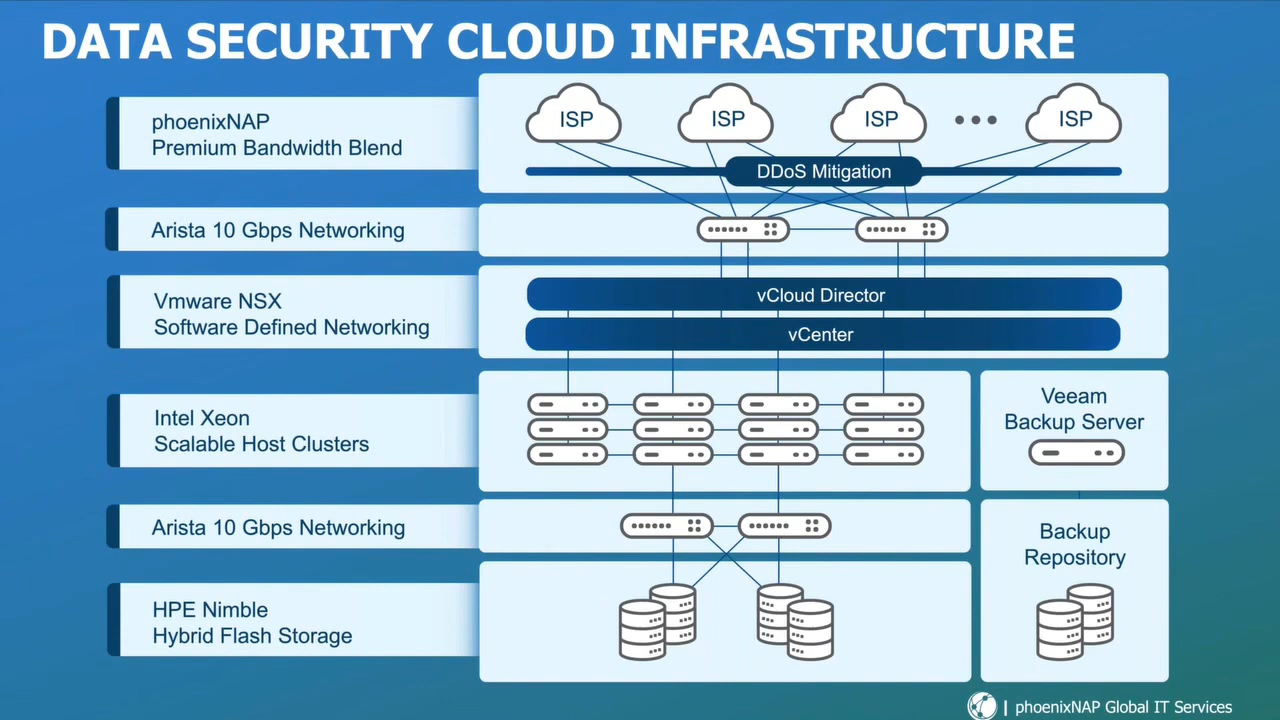 DATA SECURITY CLOUD INFRASTRUCTURE
phoenixNAP
Premium Bandwidth Blend
ISP
ISP
ISP
ISP
DDoS Mitigation
Arista 10 Gbps Networking
Vmware NSX
Software Defined Networking
vCloud Director
vCenter
Intel Xeon
Scalable Host Clusters
Veeam
Backup Server
Arista 10 Gbps Networking
Backup
Repository
HPE Nimble
Hybrid Flash Storage
| phoenixNAP Global IT Services